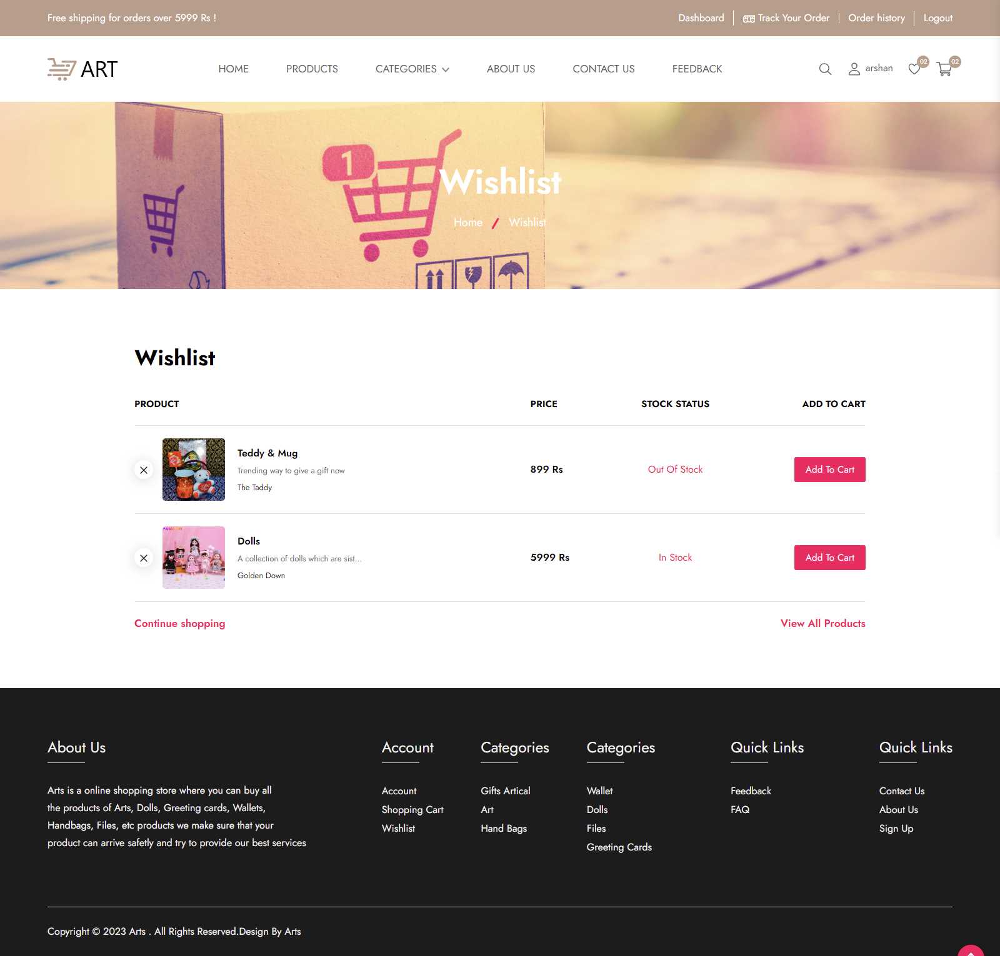 Free shipping for orders over 5999 Rs !
Dashboard
Track Your Order
Order history
Logout
ART
HOME
PRODUCTS
CATEGORIES
ABOUT US
CONTACT US
FEEDBACK
arshan
02
02
1
Wishlist
Home / Wishlist
Wishlist
PRODUCT PRICE STOCK STATUS ADD TO CART
Teddy & Mug
Trending way to give a gift now
The Taddy
899 Rs
Out Of Stock
Add To Cart
Dolls
A collection of dolls which are sist...
Golden Down
5999 Rs
In Stock
Add To Cart
Continue shopping
View All Products
About Us
Arts is a online shopping store where you can buy all
the products of Arts, Dolls, Greeting cards, Wallets,
Handbags, Files, etc products we make sure that your
product can arrive safetly and try to provide our best services
Account
Account
Shopping Cart
Wishlist
Categories
Gifts Artical
Art
Hand Bags
Categories
Wallet
Dolls
Files
Greeting Cards
Quick Links
Feedback
FAQ
Quick Links
Contact Us
About Us
Sign Up
Copyright © 2023 Arts . All Rights Reserved.Design By Arts